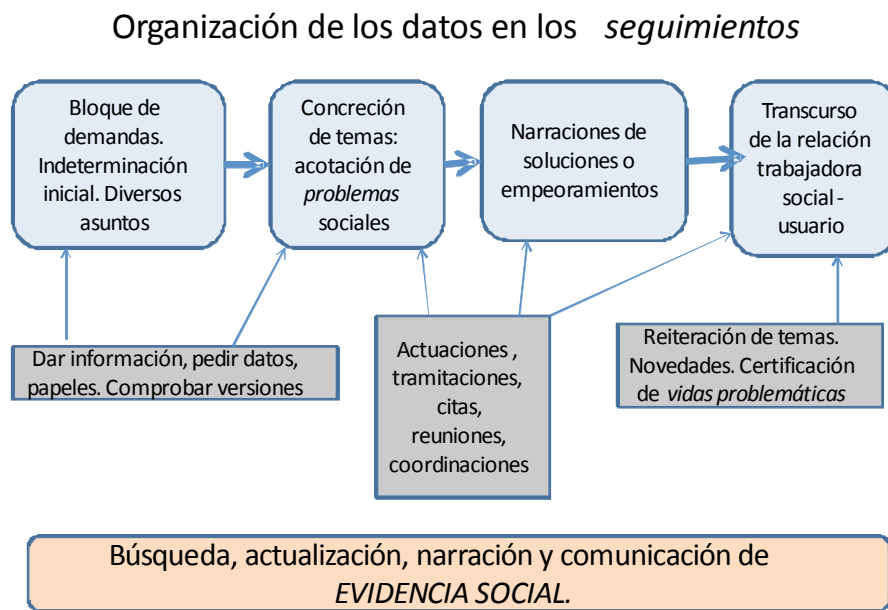 Organización de los datos en los seguimientos
Bloque de
demandas.
Indeterminación
inicial. Diversos
asuntos
Concreción
de temas:
acotación de
problemas
sociales
Narraciones de
soluciones o
empeoramientos
Transcurso
de la relación
trabajadora
social -
usuario
Dar información, pedir datos,
papeles. Comprobar versiones
Actuaciones ,
tramitaciones,
citas,
reuniones,
coordinaciones
Reiteración de temas.
Novedades. Certificación
de vidas problemáticas
Búsqueda, actualización, narración y comunicación de
EVIDENCIA SOCIAL.